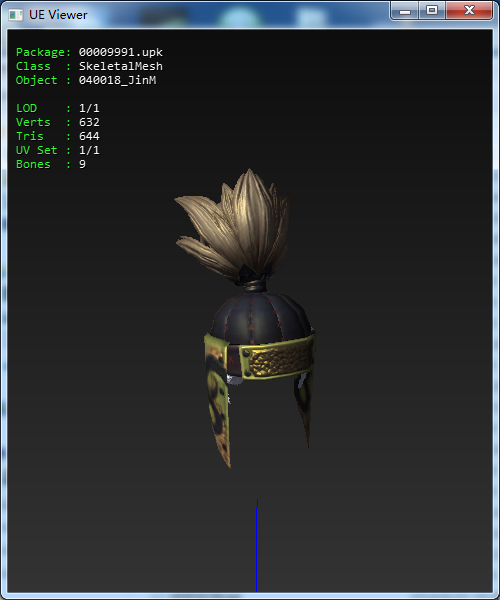 UE Viewer
Package: 00009991.upk
Class : SkeletalMesh
Object : 040018_JinM
LOD : 1/1
Verts : 632
Tris : 644
UV Set : 1/1
Bones : 9